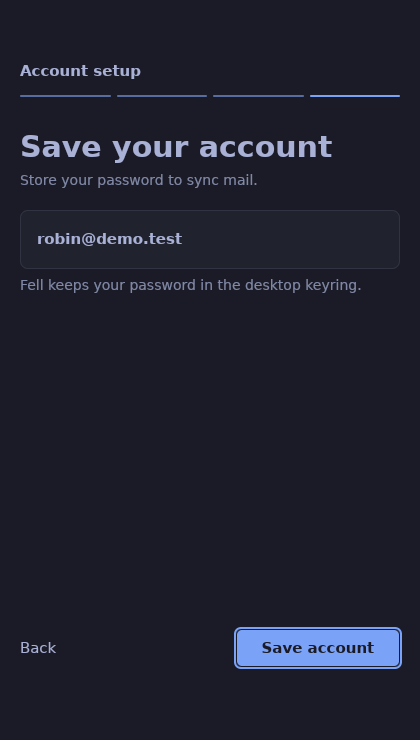 Account setup
Save your account
Store your password to sync mail.
robin@demo.test
Fell keeps your password in the desktop keyring.
Back
Save account